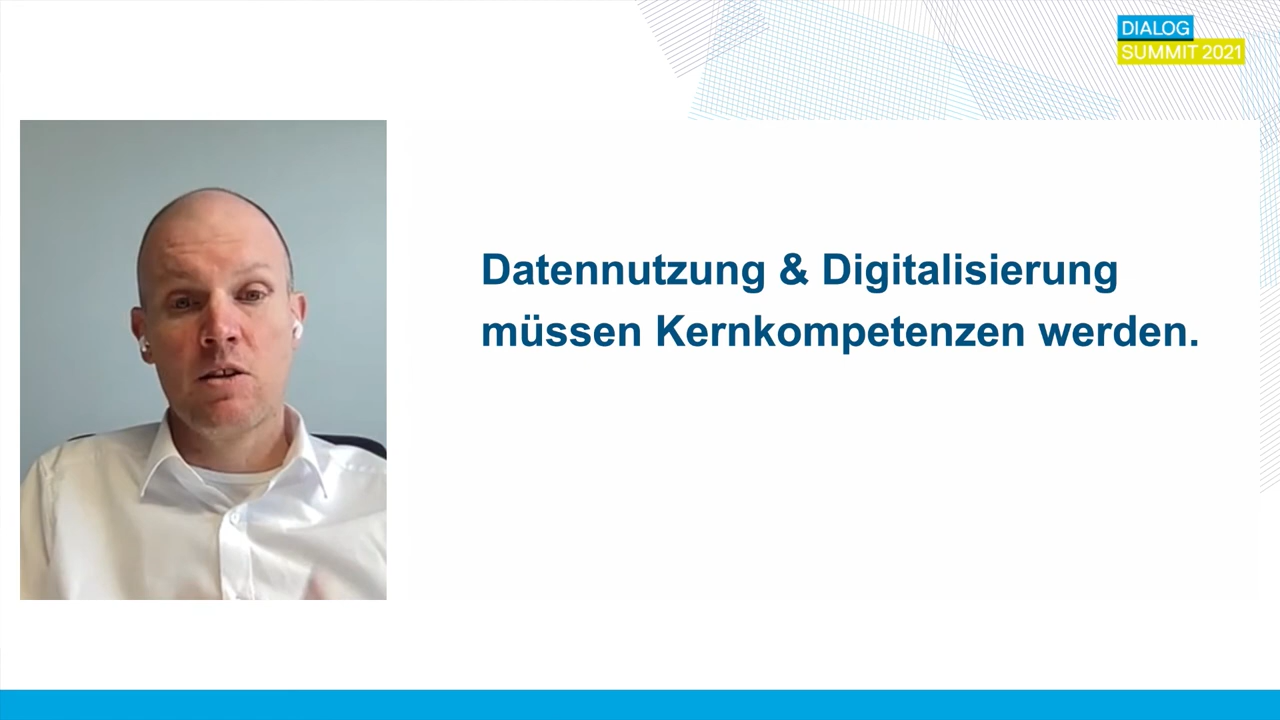 DIALOG
SUMMIT 2021
Datennutzung & Digitalisierung
müssen Kernkompetenzen werden.